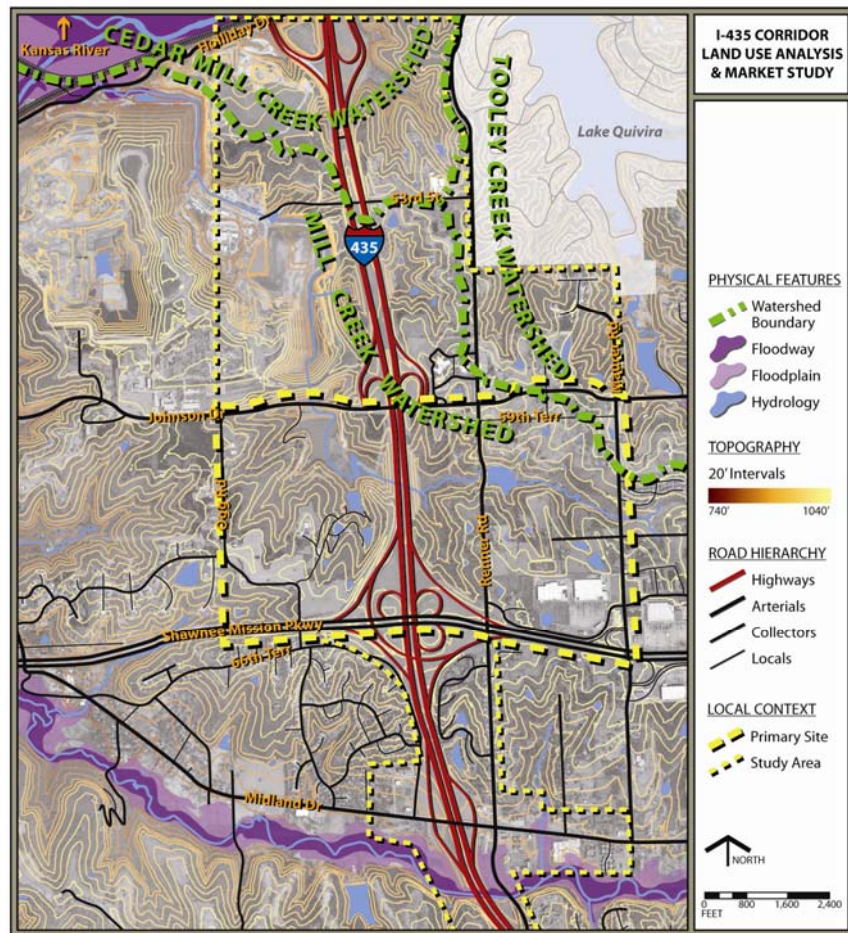 I-435 CORRIDOR
LAND USE ANALYSIS
& MARKET STUDY
Kansas River
Holliday Dr
CEDAR MILL CREEK WATERSHED
TOOLEY CREEK WATERSHED
Lake Quivira
53rd St
435
MILL CREEK WATERSHED
Maurer Rd
Johnson Dr
59th Terr
Renner Rd
Shawnee Mission Pkwy
66th Terr
Midland Dr
PHYSICAL FEATURES
Watershed
Boundary
Floodway
Floodplain
Hydrology
TOPOGRAPHY
20' Intervals
740'
1040'
ROAD HIERARCHY
Highways
Arterials
Collectors
Locals
LOCAL CONTEXT
Primary Site
Study Area
NORTH
0 800 1,600 2,400
FEET